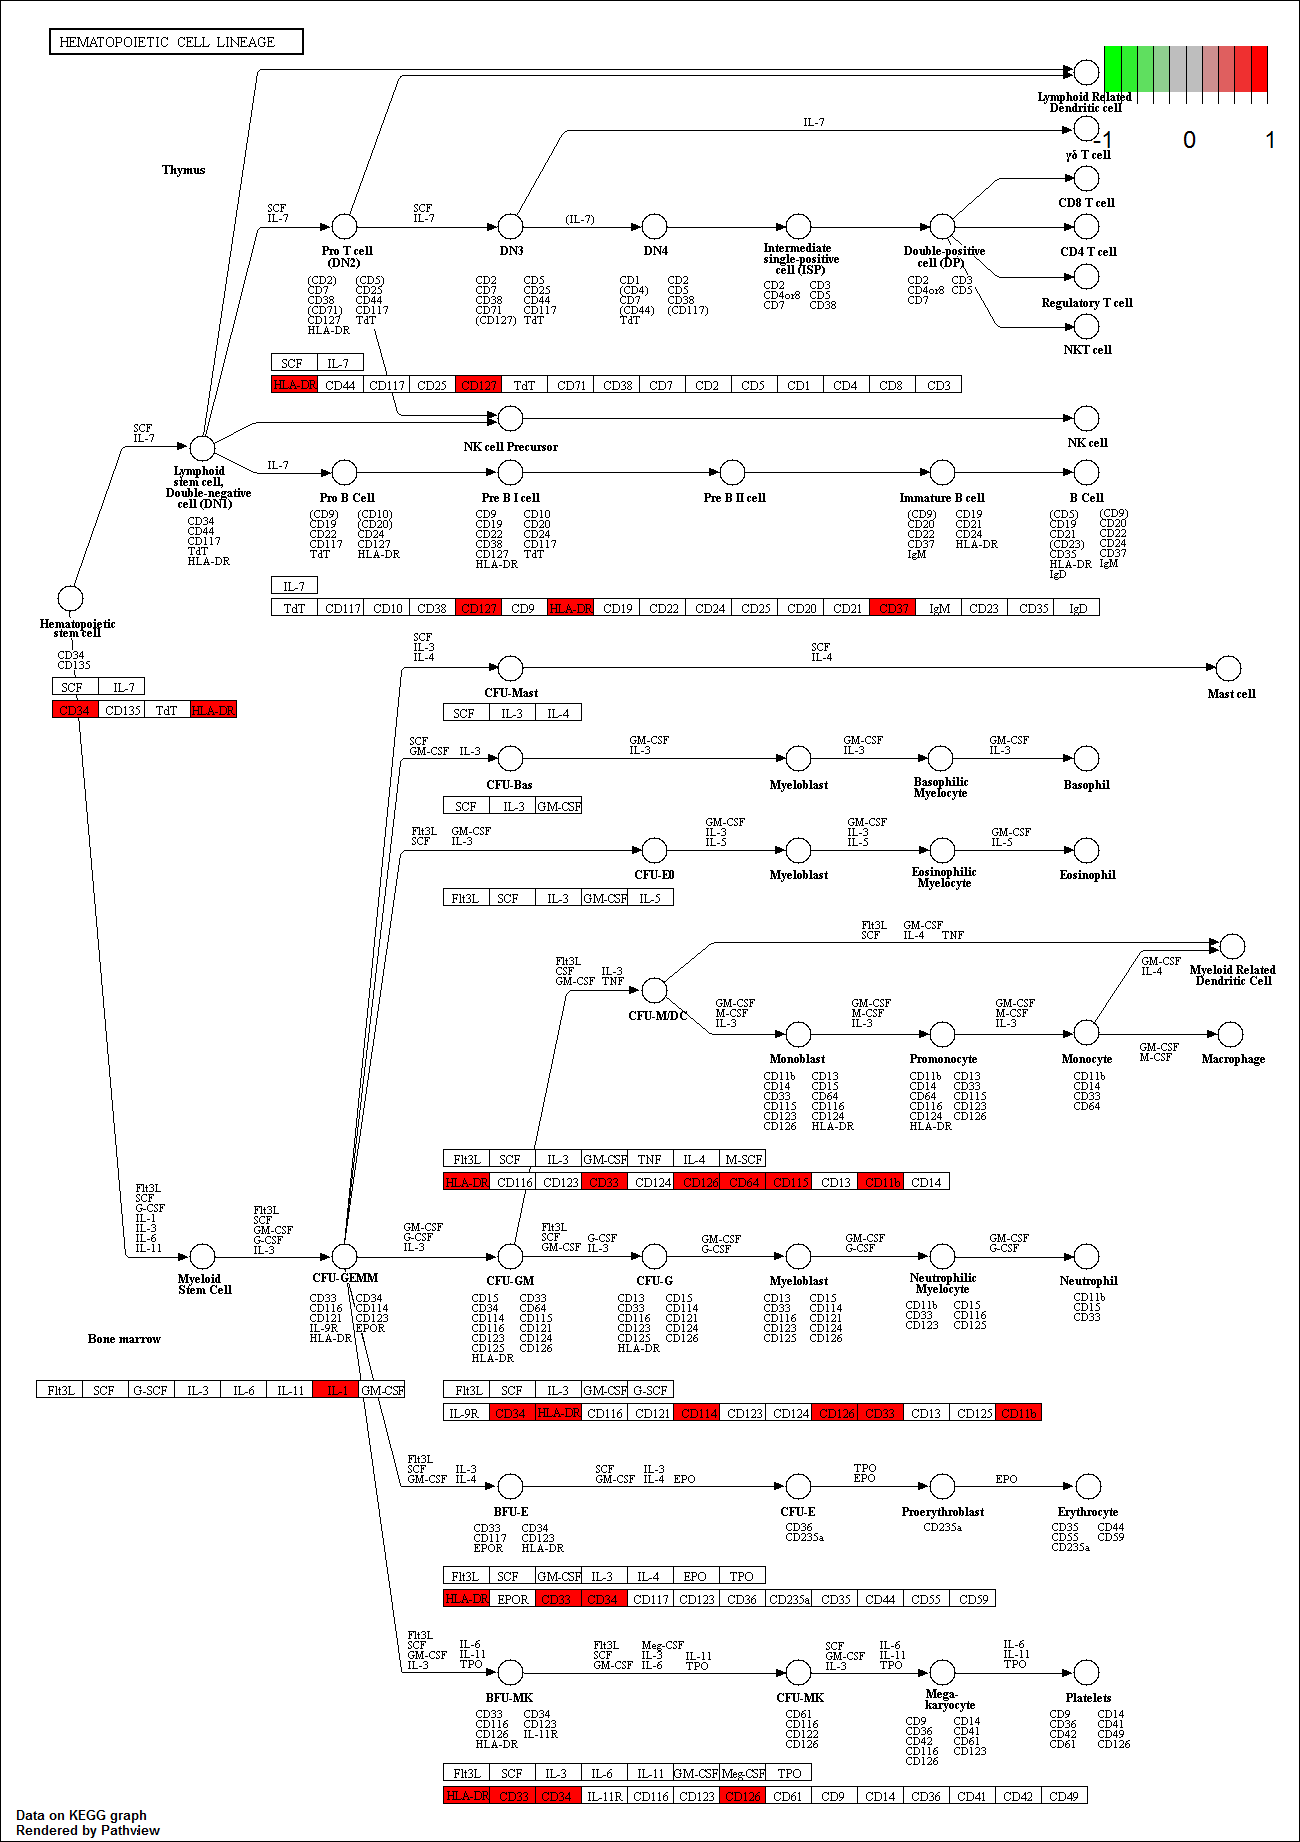 HEMATOPOIETIC CELL LINEAGE
-1 0 1
Lymphoid Related
Dendritic cell
IL-7
γδ T cell
Thymus
CD8 T cell
SCF
IL-7
SCF
IL-7
(IL-7)
Pro T cell
(DN2)
DN3
DN4
Intermediate
single-positive
cell (ISP)
Double-positive
cell (DP)
CD4 T cell
Regulatory T cell
NKT cell
(CD2) (CD5)
CD7 CD25
CD38 CD44
(CD71) CD117
CD127 TdT
HLA-DR
CD2 CD5
CD7 CD25
CD38 CD44
CD71 CD117
(CD127) TdT
CD1 CD2
(CD4) CD5
CD7 CD38
(CD44) (CD117)
TdT
CD2 CD3
CD4or8 CD5
CD7 CD38
CD2 CD3
CD4or8 CD5
CD7
SCF IL-7
HLA-DR CD44 CD117 CD25 CD127 TdT CD71 CD38 CD7 CD2 CD5 CD1 CD4 CD8 CD3
SCF
IL-7
NK cell Precursor
NK cell
Lymphoid
stem cell,
Double-negative
cell (DN1)
CD34
CD44
CD117
TdT
HLA-DR
IL-7
Pro B Cell
Pre B I cell
Pre B II cell
Immature B cell
B Cell
(CD9) (CD10)
CD19 (CD20)
CD22 CD24
CD117 CD127
TdT HLA-DR
CD9 CD10
CD19 CD20
CD22 CD24
CD38 CD117
CD127 TdT
HLA-DR
(CD9) CD19
CD20 CD21
CD22 CD24
CD37 HLA-DR
IgM
(CD5) (CD9)
CD19 CD20
CD21 CD22
(CD23) CD24
CD35 CD37
HLA-DR IgM
IgD
IL-7
TdT CD117 CD10 CD38 CD127 CD9 HLA-DR CD19 CD22 CD24 CD25 CD20 CD21 CD37 IgM CD23 CD35 IgD
Hematopoietic
stem cell
CD34
CD135
SCF IL-7
CD34 CD135 TdT HLA-DR
SCF
IL-3
IL-4
SCF
IL-4
CFU-Mast
Mast cell
SCF IL-3 IL-4
SCF
GM-CSF IL-3
GM-CSF
IL-3
GM-CSF
IL-3
GM-CSF
IL-3
CFU-Bas
Myeloblast
Basophilic
Myelocyte
Basophil
SCF IL-3 GM-CSF
Flt3L GM-CSF
SCF IL-3
GM-CSF
IL-3
IL-5
GM-CSF
IL-3
IL-5
GM-CSF
IL-5
CFU-E0
Myeloblast
Eosinophilic
Myelocyte
Eosinophil
Flt3L SCF IL-3 GM-CSF IL-5
Flt3L GM-CSF
SCF IL-4 TNF
Flt3L
CSF IL-3
GM-CSF TNF
CFU-M/DC
GM-CSF
IL-4
Myeloid Related
Dendritic Cell
GM-CSF
M-CSF
IL-3
GM-CSF
M-CSF
IL-3
GM-CSF
M-CSF
IL-3
GM-CSF
M-CSF
Monoblast
Promonocyte
Monocyte
Macrophage
CD11b CD13
CD14 CD15
CD33 CD64
CD115 CD116
CD123 CD124
CD126 HLA-DR
CD11b CD13
CD14 CD33
CD64 CD115
CD116 CD123
CD124 CD126
HLA-DR
CD11b
CD14
CD33
CD64
Flt3L SCF IL-3 GM-CSF TNF IL-4 M-SCF
HLA-DR CD116 CD123 CD33 CD124 CD126 CD64 CD115 CD13 CD11b CD14
Flt3L
SCF
G-CSF
IL-1
IL-3
IL-6
IL-11
Flt3L
SCF
GM-CSF
G-CSF
IL-3
GM-CSF
G-CSF
IL-3
Flt3L
SCF G-CSF
GM-CSF IL-3
GM-CSF
G-CSF
GM-CSF
G-CSF
GM-CSF
G-CSF
Myeloid
Stem Cell
CFU-GEMM
CFU-GM
CFU-G
Myeloblast
Neutrophilic
Myelocyte
Neutrophil
CD33 CD34
CD116 CD114
CD121 CD123
IL-9R EPOR
HLA-DR
CD15 CD33
CD34 CD64
CD114 CD115
CD116 CD121
CD123 CD124
CD125 CD126
HLA-DR
CD13 CD15
CD33 CD114
CD116 CD121
CD123 CD124
CD125 CD126
HLA-DR
CD13 CD15
CD33 CD114
CD116 CD121
CD123 CD124
CD125 CD126
CD11b CD15
CD33 CD116
CD123 CD125
CD11b
CD15
CD33
Bone marrow
Flt3L SCF G-SCF IL-3 IL-6 IL-11 IL-1 GM-CSF
Flt3L SCF IL-3 GM-CSF G-SCF
IL-9R CD34 HLA-DR CD116 CD121 CD114 CD123 CD124 CD126 CD33 CD13 CD125 CD11b
Flt3L
SCF IL-3
GM-CSF IL-4
SCF IL-3
GM-CSF IL-4 EPO
TPO
EPO
EPO
BFU-E
CFU-E
Proerythroblast
Erythrocyte
CD33 CD34
CD117 CD123
EPOR HLA-DR
CD36
CD235a
CD235a
CD35 CD44
CD55 CD59
CD235a
Flt3L SCF GM-CSF IL-3 IL-4 EPO TPO
HLA-DR EPOR CD33 CD34 CD117 CD123 CD36 CD235a CD35 CD44 CD55 CD59
Flt3L
SCF IL-6
GM-CSF IL-11
IL-3 TPO
Flt3L Meg-CSF
SCF IL-3 IL-11
GM-CSF IL-6 TPO
SCF IL-6
GM-CSF IL-11
IL-3 TPO
IL-6
IL-11
TPO
BFU-MK
CFU-MK
Mega-
karyocyte
Platelets
CD33 CD34
CD116 CD123
CD126 IL-11R
HLA-DR
CD61
CD116
CD122
CD126
CD9 CD14
CD36 CD41
CD42 CD61
CD116 CD123
CD126
CD9 CD14
CD36 CD41
CD42 CD49
CD61 CD126
Flt3L SCF IL-3 IL-6 IL-11 GM-CSF Meg-CSF TPO
HLA-DR CD33 CD34 IL-11R CD116 CD123 CD126 CD61 CD9 CD14 CD36 CD41 CD42 CD49
Data on KEGG graph
Rendered by Pathview